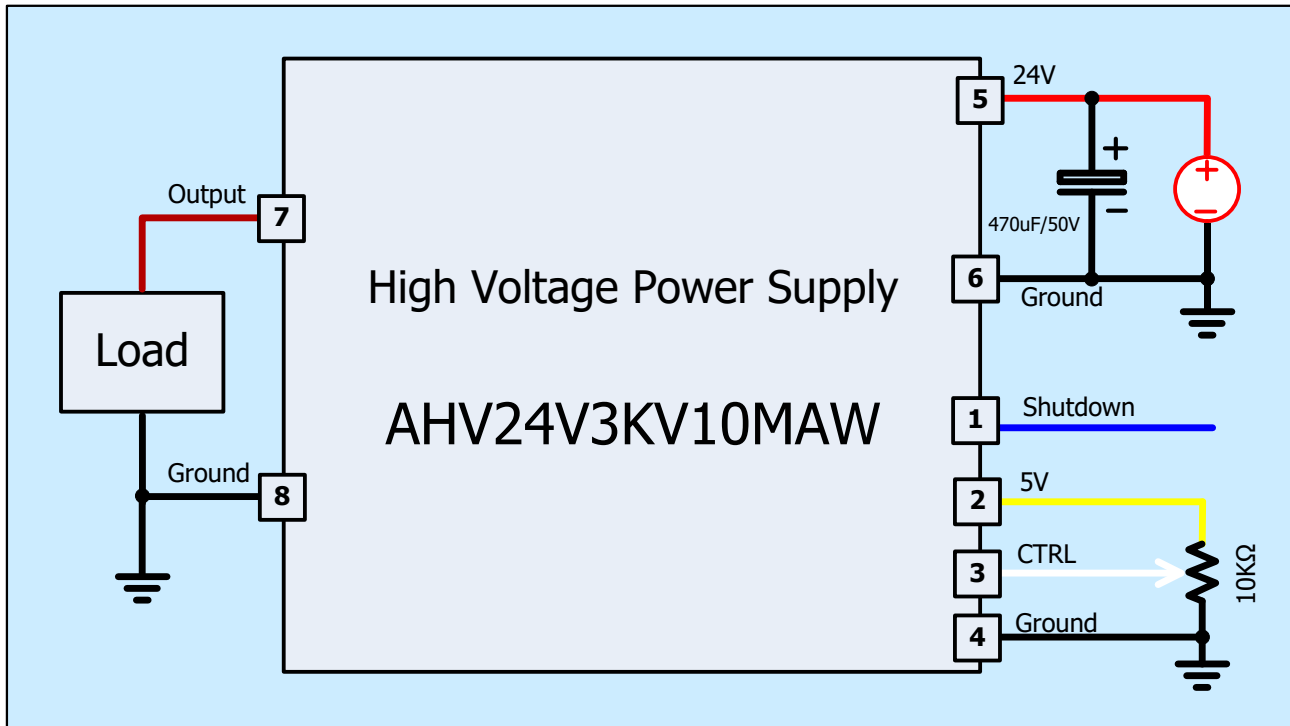 24V
5
Output
7
470uF/50V
High Voltage Power Supply
6
Ground
Load
AHV24V3KV10MAW
Shutdown
1
Ground
8
5V
2
CTRL
3
10KΩ
Ground
4